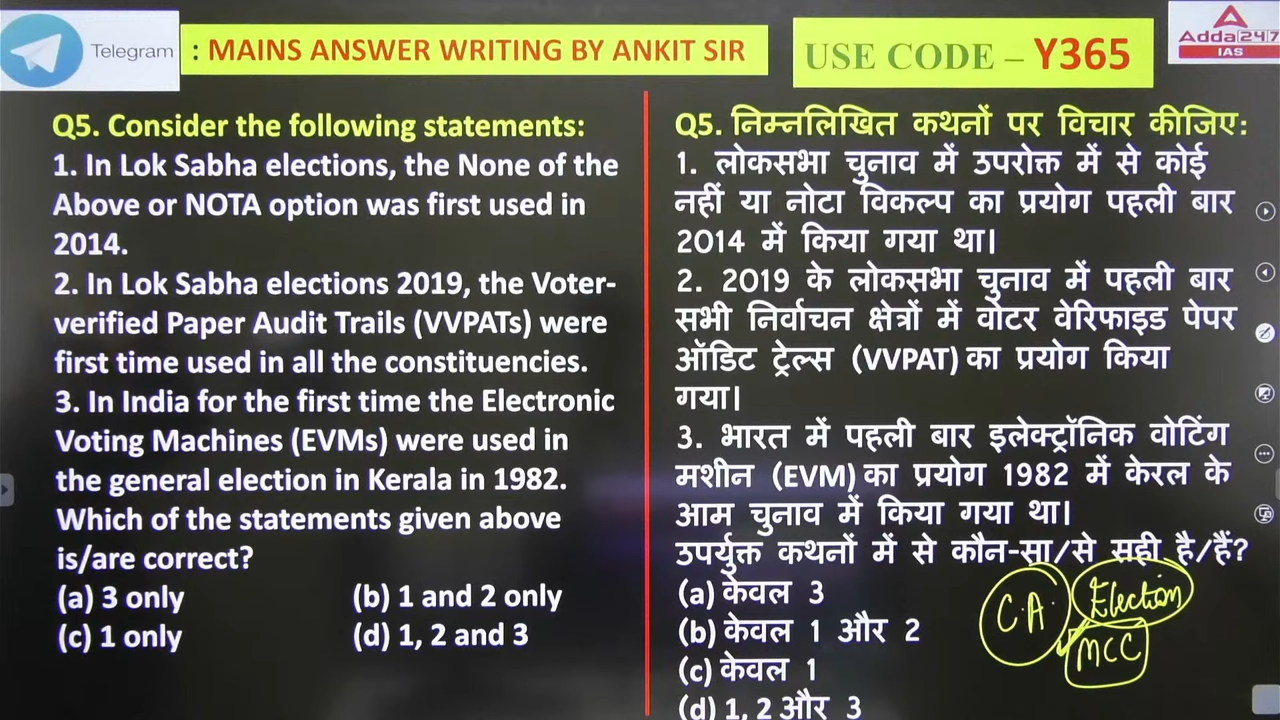 Telegram
: MAINS ANSWER WRITING BY ANKIT SIR
USE CODE – Y365
Adda 247
IAS
Q5. Consider the following statements:
1. In Lok Sabha elections, the None of the
Above or NOTA option was first used in
2014.
2. In Lok Sabha elections 2019, the Voter-
verified Paper Audit Trails (VVPATs) were
first time used in all the constituencies.
3. In India for the first time the Electronic
Voting Machines (EVMs) were used in
the general election in Kerala in 1982.
Which of the statements given above
is/are correct?
(a) 3 only (b) 1 and 2 only
(c) 1 only (d) 1, 2 and 3
Q5. निम्नलिखित कथनों पर विचार कीजिए:
1. लोकसभा चुनाव में उपरोक्त में से कोई
नहीं या नोटा विकल्प का प्रयोग पहली बार
2014 में किया गया था।
2. 2019 के लोकसभा चुनाव में पहली बार
सभी निर्वाचन क्षेत्रों में वोटर वेरिफाइड पेपर
ऑडिट ट्रेल्स (VVPAT) का प्रयोग किया
गया।
3. भारत में पहली बार इलेक्ट्रॉनिक वोटिंग
मशीन (EVM) का प्रयोग 1982 में केरल के
आम चुनाव में किया गया था।
उपर्युक्त कथनों में से कौन-सा/से सही है/हैं?
(a) केवल 3
(b) केवल 1 और 2
(c) केवल 1
(d) 1, 2 और 3
C.A.
Election
MCC